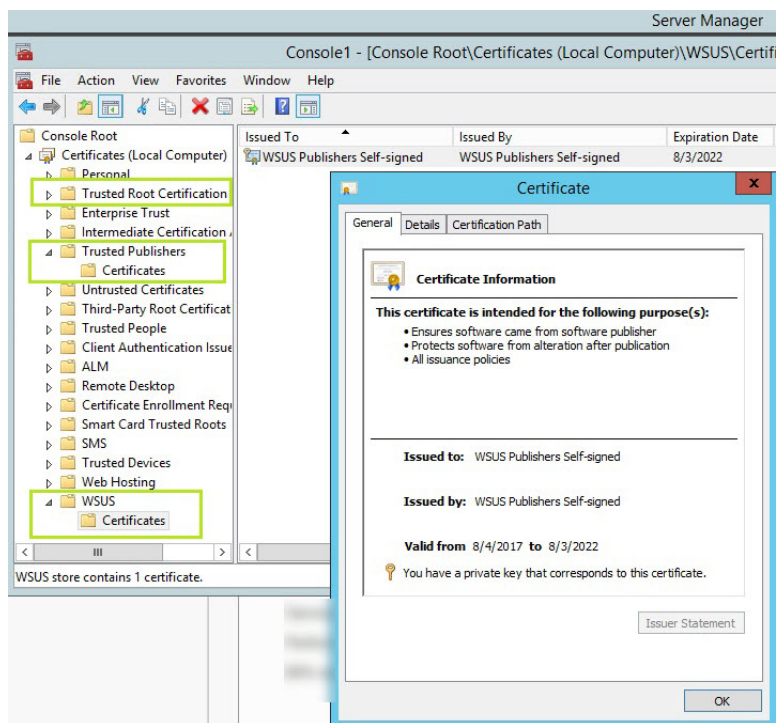 Server Manager
Console1 - [Console Root\Certificates (Local Computer)\WSUS\Certifi
File Action View Favorites Window Help
Console Root
Certificates (Local Computer)
Personal
Trusted Root Certification
Enterprise Trust
Intermediate Certification
Trusted Publishers
Certificates
Untrusted Certificates
Third-Party Root Certificat
Trusted People
Client Authentication Issue
ALM
Remote Desktop
Certificate Enrollment Requ
Smart Card Trusted Roots
SMS
Trusted Devices
Web Hosting
WSUS
Certificates
WSUS store contains 1 certificate.
Issued To Issued By Expiration Date
WSUS Publishers Self-signed WSUS Publishers Self-signed 8/3/2022
Certificate
x
General Details Certification Path
Certificate Information
This certificate is intended for the following purpose(s):
• Ensures software came from software publisher
• Protects software from alteration after publication
• All issuance policies
Issued to: WSUS Publishers Self-signed
Issued by: WSUS Publishers Self-signed
Valid from 8/4/2017 to 8/3/2022
You have a private key that corresponds to this certificate.
Issuer Statement
OK